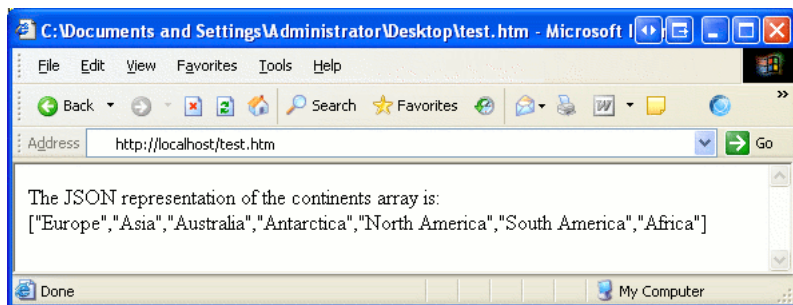 C:\Documents and Settings\Administrator\Desktop\test.htm - Microsoft I
File Edit View Favorites Tools Help
Back Search Favorites
Address http://localhost/test.htm Go
The JSON representation of the continents array is:
["Europe","Asia","Australia","Antarctica","North America","South America","Africa"]
Done My Computer